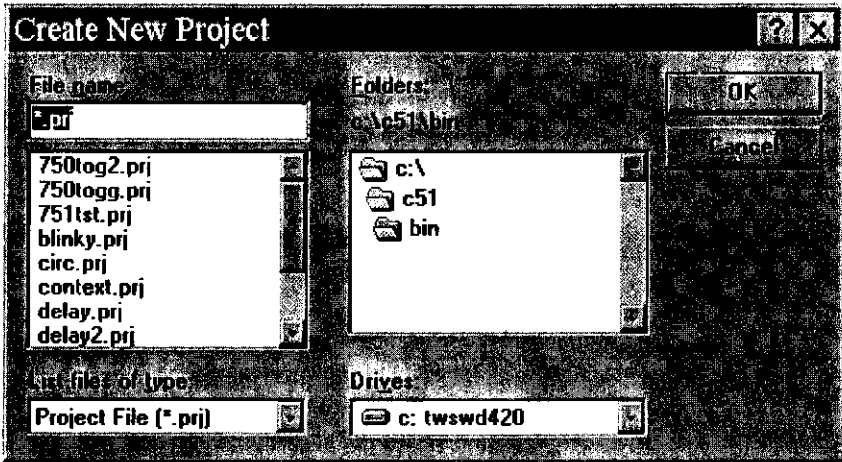 Create New Project
File name:
*.prj
750tog2.prj
750togg.prj
751tst.prj
blinky.prj
circ.prj
context.prj
delay.prj
delay2.prj
List files of type:
Project File (*.prj)
Folders:
c:\c51\bin
c:\
c51
bin
Drives:
c: twswd420
OK
Cancel